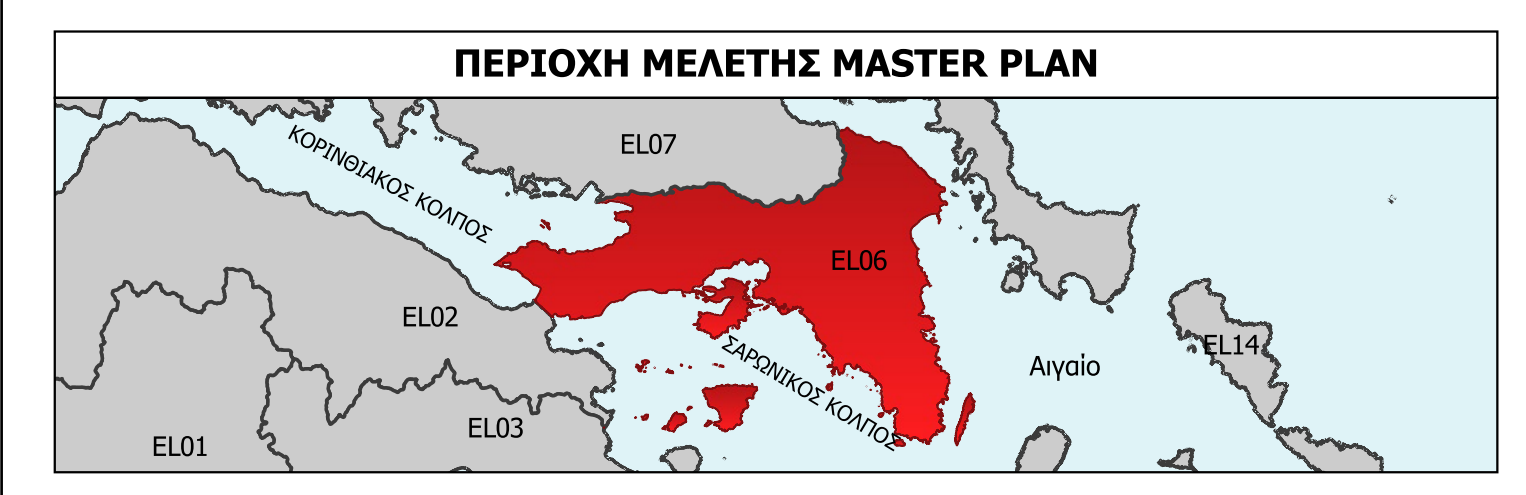 ΠΕΡΙΟΧΗ ΜΕΛΕΤΗΣ MASTER PLAN
ΚΟΡΙΝΘΙΑΚΟΣ ΚΟΛΠΟΣ
EL07
EL06
EL02
EL14
ΣΑΡΩΝΙΚΟΣ ΚΟΛΠΟΣ
Αιγαίο
EL03
EL01